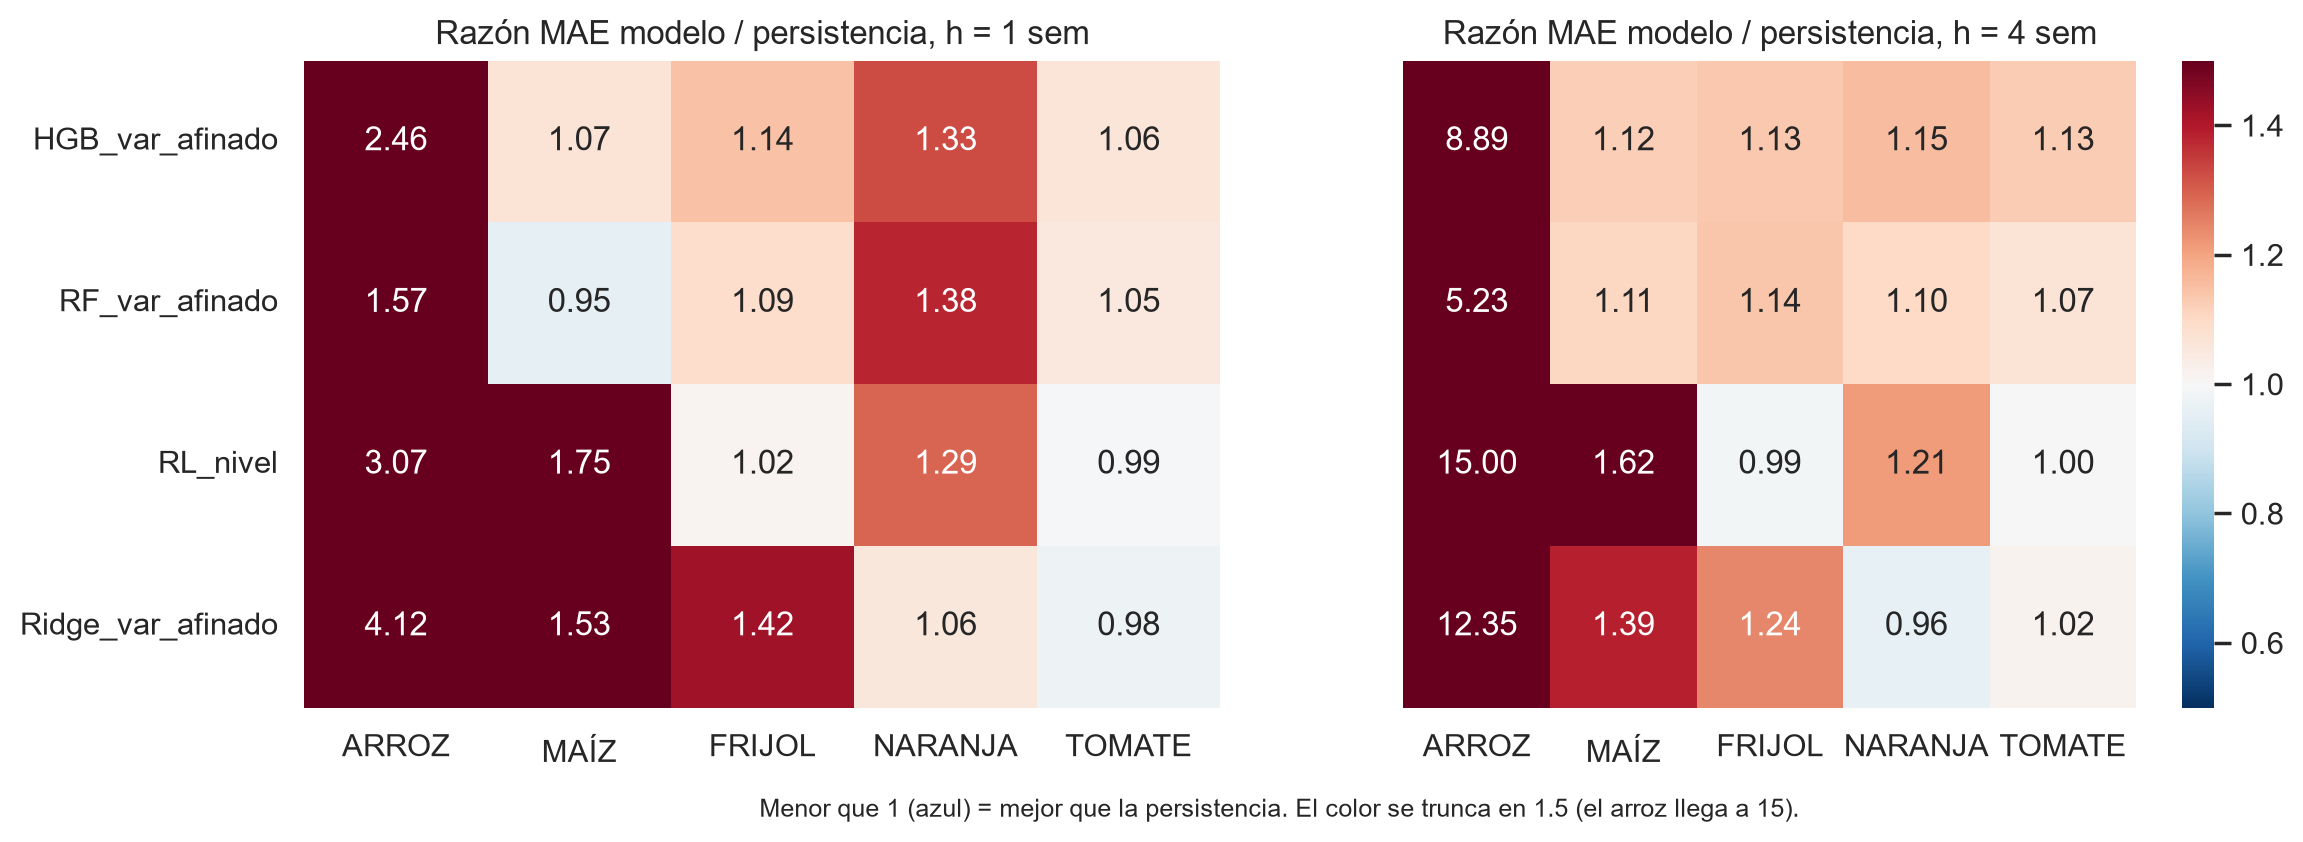 Razón MAE modelo / persistencia, h = 1 sem
Razón MAE modelo / persistencia, h = 4 sem
HGB_var_afinado 2.46 1.07 1.14 1.33 1.06
8.89 1.12 1.13 1.15 1.13
RF_var_afinado 1.57 0.95 1.09 1.38 1.05
5.23 1.11 1.14 1.10 1.07
RL_nivel 3.07 1.75 1.02 1.29 0.99
15.00 1.62 0.99 1.21 1.00
Ridge_var_afinado 4.12 1.53 1.42 1.06 0.98
12.35 1.39 1.24 0.96 1.02
ARROZ MAÍZ FRIJOL NARANJA TOMATE
ARROZ MAÍZ FRIJOL NARANJA TOMATE
1.4
1.2
1.0
0.8
0.6
Menor que 1 (azul) = mejor que la persistencia. El color se trunca en 1.5 (el arroz llega a 15).